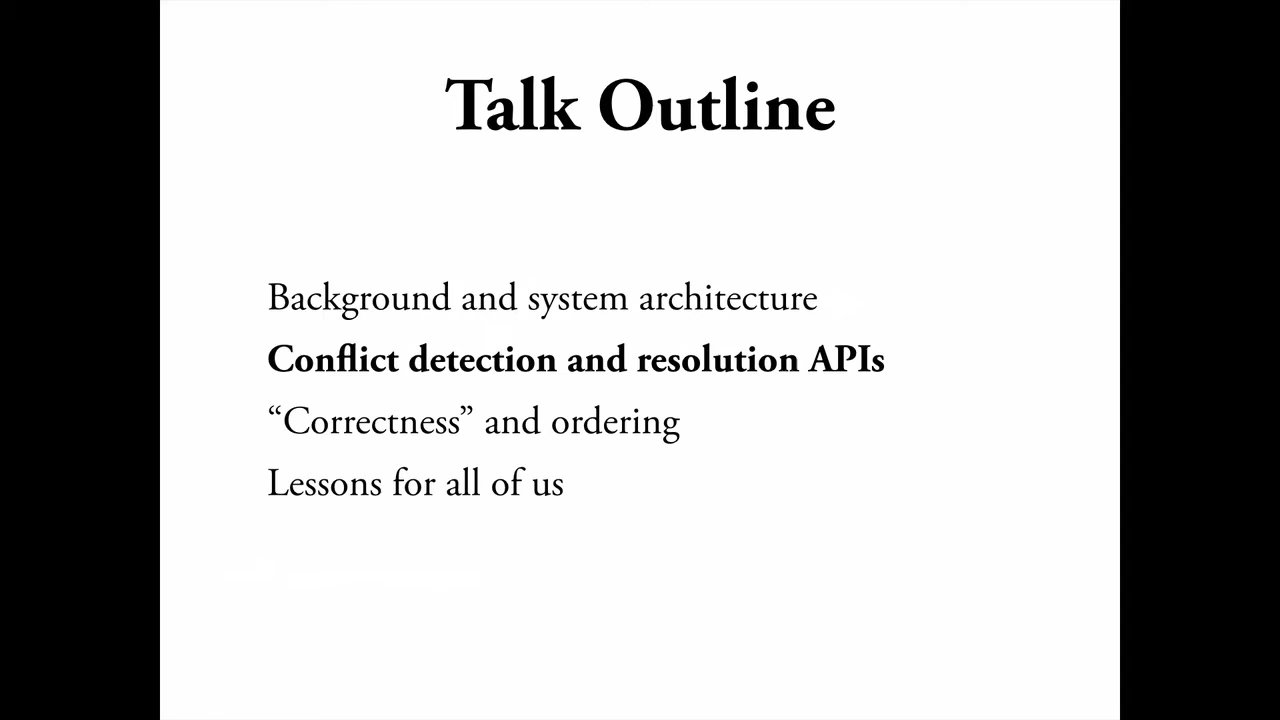 Talk Outline
Background and system architecture
Conflict detection and resolution APIs
“Correctness” and ordering
Lessons for all of us